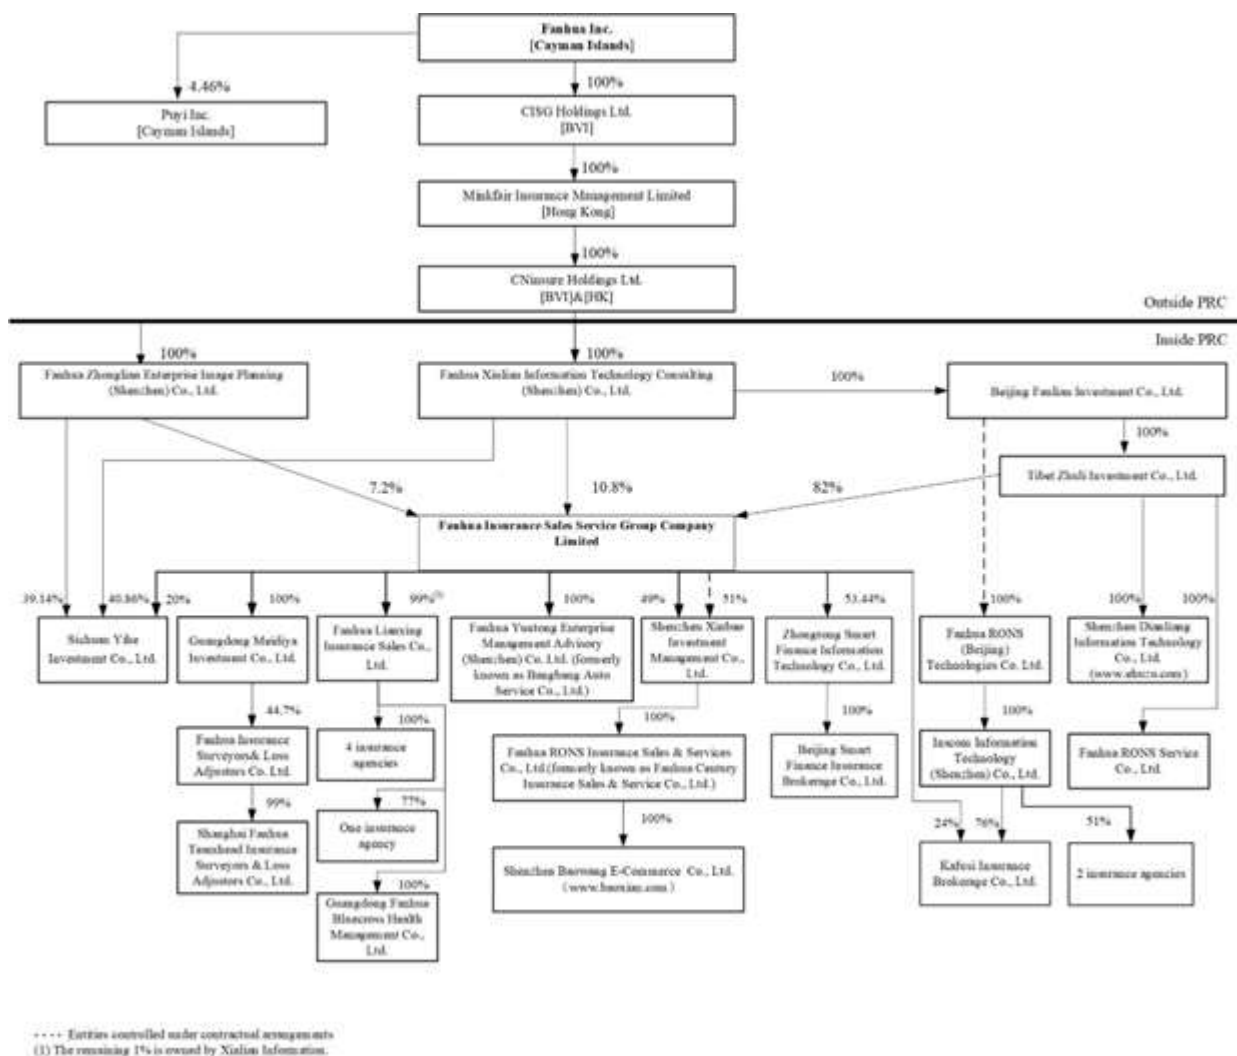 Fanhua Inc.
[Cayman Islands]
4.46%
100%
Puyi Inc.
[Cayman Islands]
CISG Holdings Ltd.
[BVI]
100%
Minkfair Insurance Management Limited
[Hong Kong]
100%
CNinsure Holdings Ltd.
[BVI]&[HK]
Outside PRC
Inside PRC
100%
100%
Fanhua Zhonglian Enterprise Image Planning
(Shenzhen) Co., Ltd.
Fanhua Xinlian Information Technology Consulting
(Shenzhen) Co., Ltd.
100%
Beijing Fanlian Investment Co., Ltd.
100%
Tibet Zhuli Investment Co., Ltd.
7.2%
10.8%
82%
Fanhua Insurance Sales Service Group Company
Limited
39.14%
40.86%
20%
100%
99%(1)
100%
49%
51%
53.44%
100%
100%
100%
Sichuan Yihe
Investment Co., Ltd.
Guangdong Meidiya
Investment Co., Ltd.
Fanhua Lianxing
Insurance Sales Co.,
Ltd.
Fanhua Yuntong Enterprise
Management Advisory
(Shenzhen) Co. Ltd. (formerly
known as Bangbang Auto
Service Co., Ltd.)
Shenzhen Xinbao
Investment
Management Co.,
Ltd.
Zhongrong Smart
Finance Information
Technology Co., Ltd.
Fanhua RONS
(Beijing)
Technologies Co. Ltd.
Shenzhen Dianliang
Information Technology
Co., Ltd.
44.7%
100%
100%
100%
100%
Fanhua Insurance
Surveyors& Loss
Adjustors Co. Ltd.
4 insurance
agencies
Fanhua RONS Insurance Sales & Services
Co., Ltd.(formerly known as Fanhua Century
Insurance Sales & Service Co., Ltd.)
Beijing Smart
Finance Insurance
Brokerage Co., Ltd.
Inscom Information
Technology
(Shenzhen) Co., Ltd.
Fanhua RONS Service
Co., Ltd.
99%
77%
100%
24%
76%
51%
Shanghai Fanhua
Teamhead Insurance
Surveyors & Loss
Adjustors Co., Ltd.
One insurance
agency
Shenzhen Baowang E-Commerce Co., Ltd.
(www.baoxian.com)
Kafusi Insurance
Brokerage Co., Ltd.
2 insurance agencies
100%
Guangdong Fanhua
Bluecross Health
Management Co.,
Ltd.
---- Entities controlled under contractual arrangements
(1) The remaining 1% is owned by Xinlian Information.